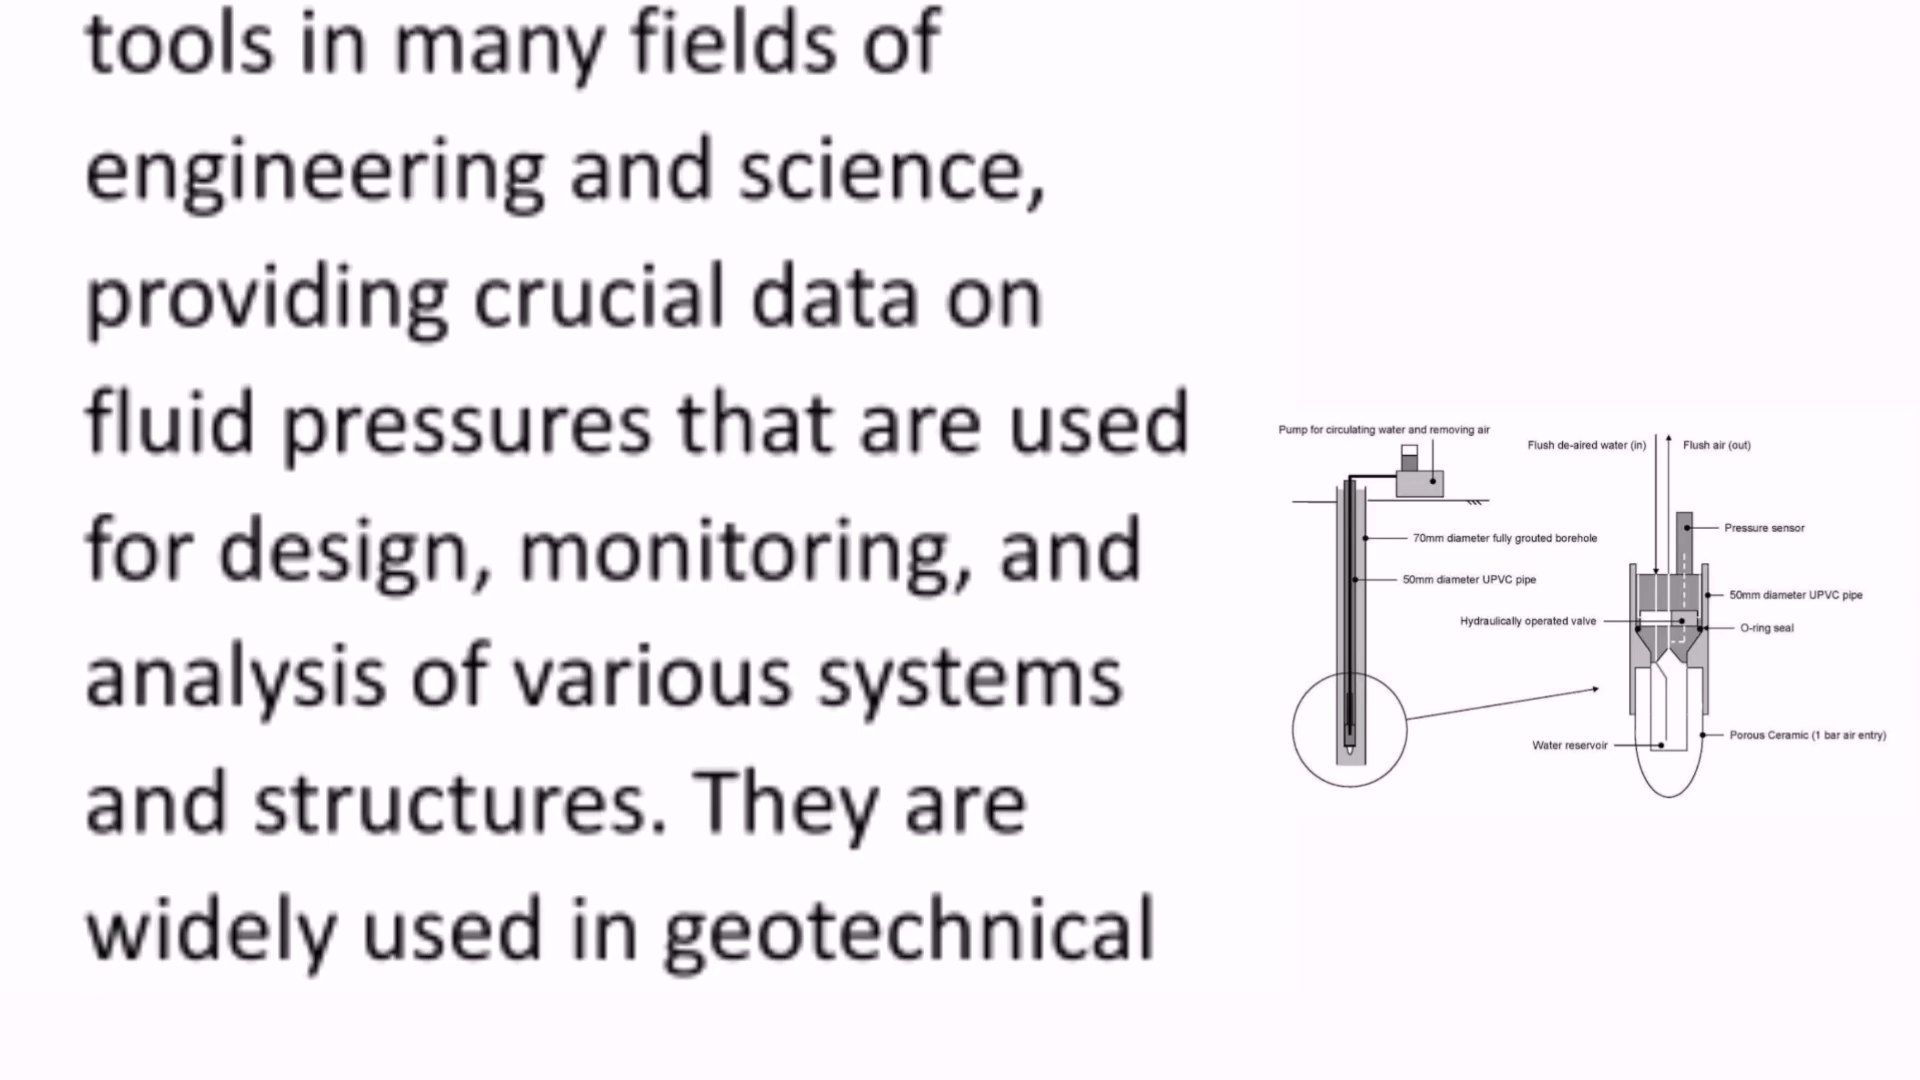 tools in many fields of
engineering and science,
providing crucial data on
fluid pressures that are used
for design, monitoring, and
analysis of various systems
and structures. They are
widely used in geotechnical
Pump for circulating water and removing air
70mm diameter fully grouted borehole
50mm diameter UPVC pipe
Flush de-aired water (in)
Flush air (out)
Pressure sensor
50mm diameter UPVC pipe
Hydraulically operated valve
O-ring seal
Porous Ceramic (1 bar air entry)
Water reservoir